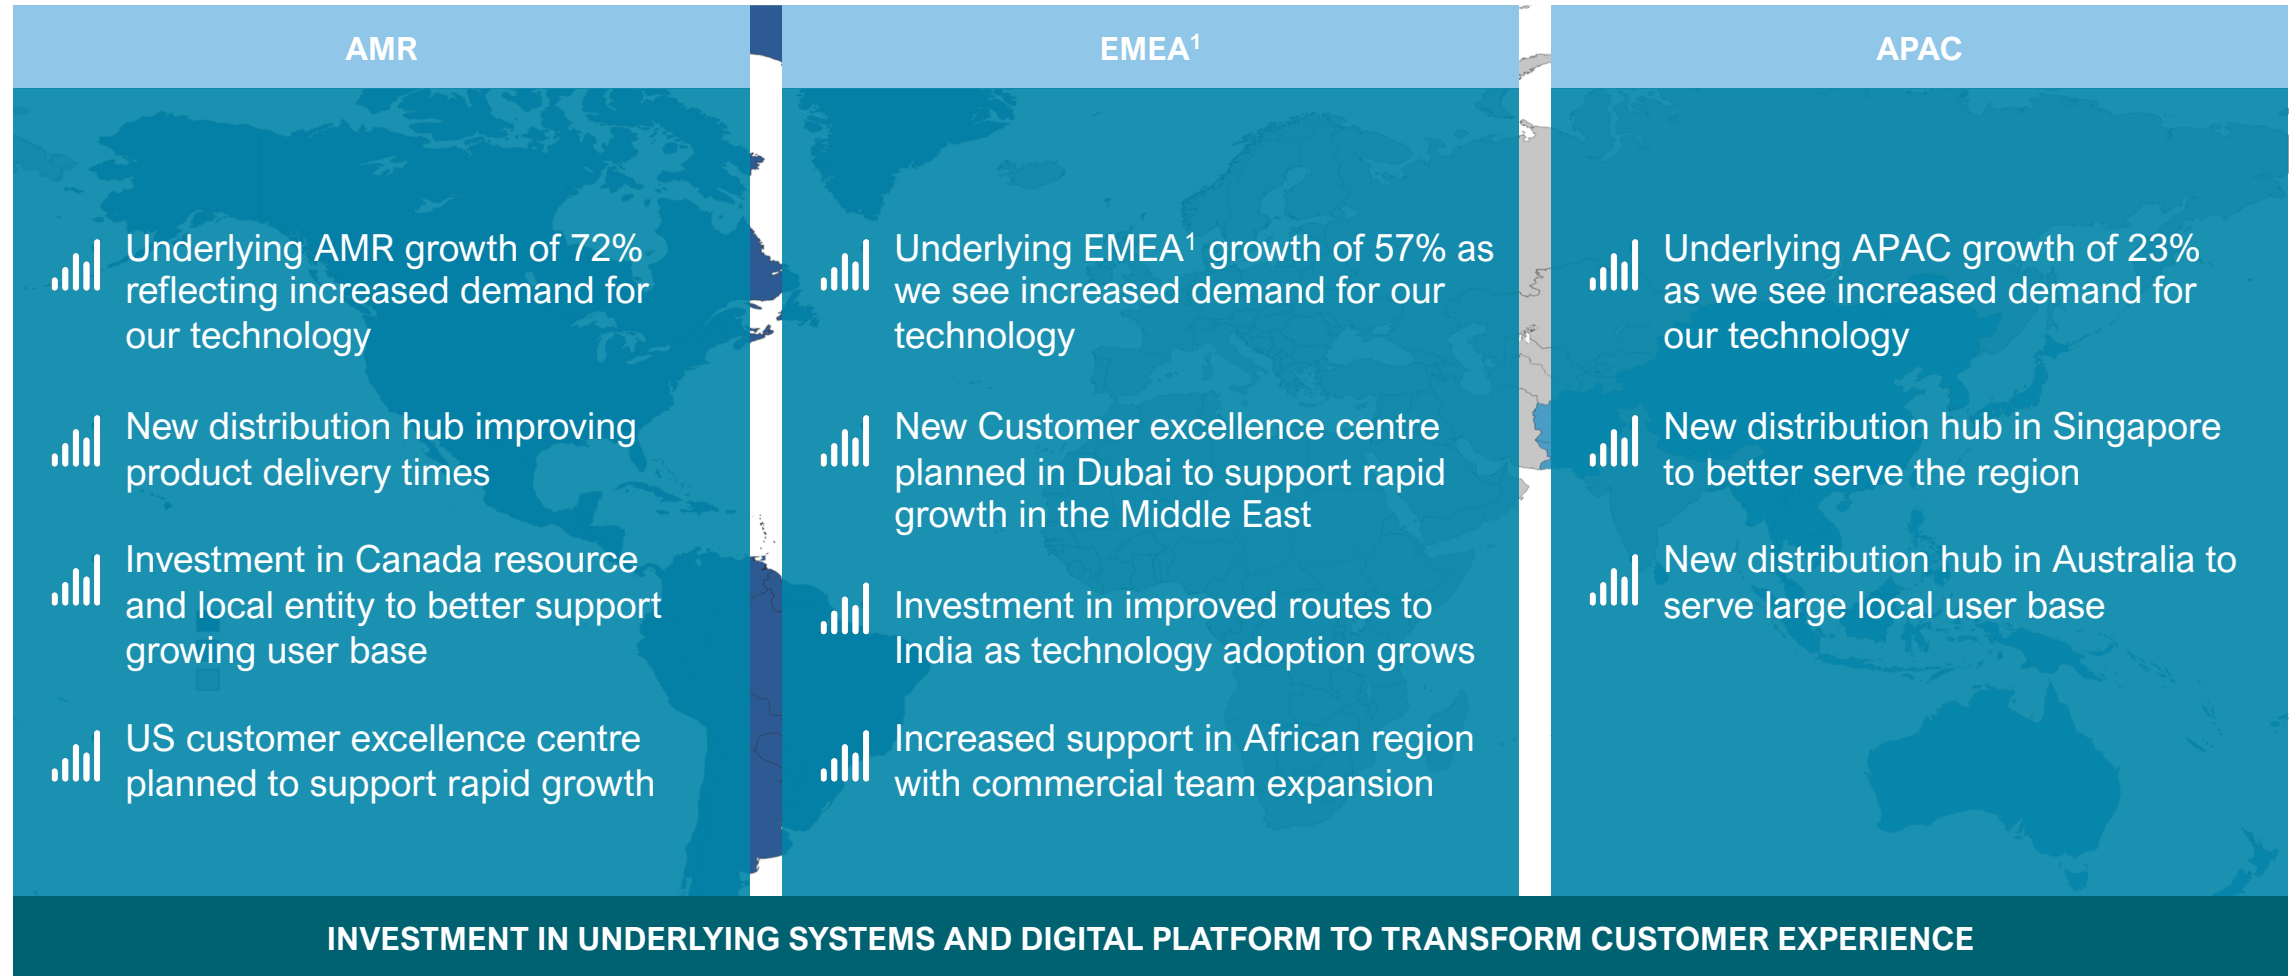 AMR
Underlying AMR growth of 72%
reflecting increased demand for
our technology
New distribution hub improving
product delivery times
Investment in Canada resource
and local entity to better support
growing user base
US customer excellence centre
planned to support rapid growth
EMEA¹
Underlying EMEA¹ growth of 57% as
we see increased demand for our
technology
New Customer excellence centre
planned in Dubai to support rapid
growth in the Middle East
Investment in improved routes to
India as technology adoption grows
Increased support in African region
with commercial team expansion
APAC
Underlying APAC growth of 23%
as we see increased demand for
our technology
New distribution hub in Singapore
to better serve the region
New distribution hub in Australia to
serve large local user base
INVESTMENT IN UNDERLYING SYSTEMS AND DIGITAL PLATFORM TO TRANSFORM CUSTOMER EXPERIENCE